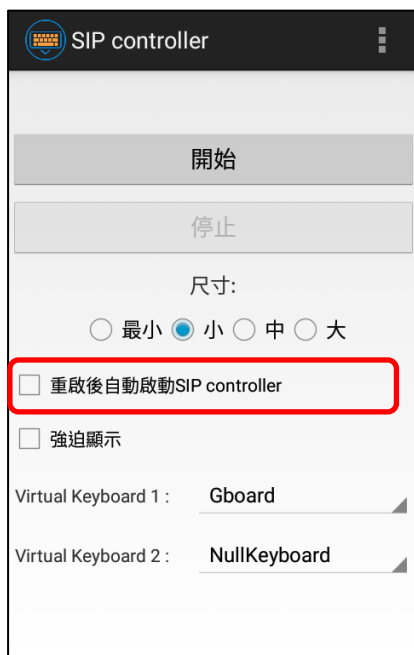 SIP controller
開始
停止
尺寸:
最小 小 中 大
重啟後自動啟動SIP controller
強迫顯示
Virtual Keyboard 1 : Gboard
Virtual Keyboard 2 : NullKeyboard